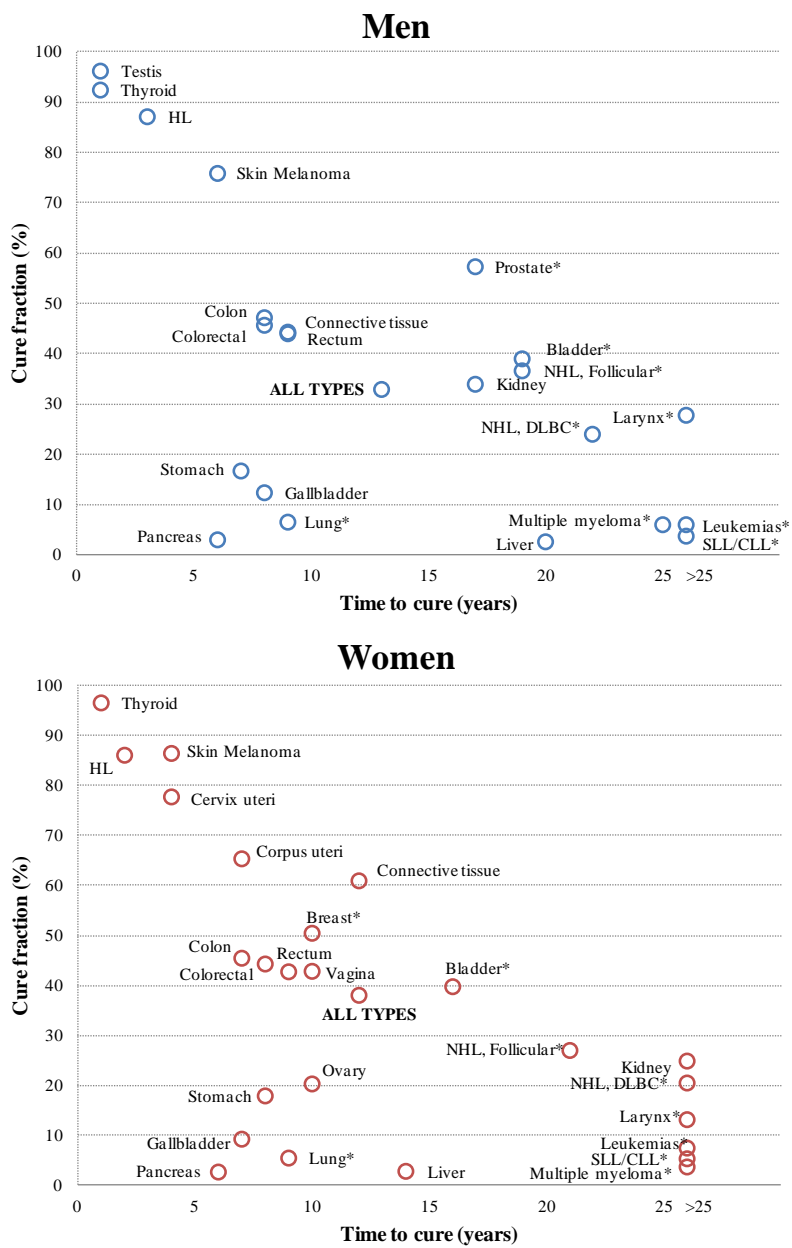 Men
100
Testis
90
Thyroid
HL
80
Skin Melanoma
70
60
Prostate*
50
Colon
Connective tissue
Colorectal
Rectum
40
Bladder*
NHL, Follicular*
ALL TYPES
Kidney
30
Larynx*
NHL, DLBC*
20
Stomach
Gallbladder
10
Lung*
Multiple myeloma*
Leukemias*
Pancreas
Liver
SLL/CLL*
0
Cure fraction (%)
0 5 10 15 20 25 >25
Time to cure (years)
Women
100
Thyroid
90
Skin Melanoma
HL
80
Cervix uteri
70
Corpus uteri
Connective tissue
60
Breast*
50
Colon
Rectum
Colorectal
Vagina
Bladder*
40
ALL TYPES
30
NHL, Follicular*
Kidney
NHL, DLBC*
Ovary
20
Stomach
Larynx*
10
Gallbladder
Leukemias*
Lung*
SLL/CLL*
Pancreas
Liver
Multiple myeloma*
0
Cure fraction (%)
0 5 10 15 20 25 >25
Time to cure (years)